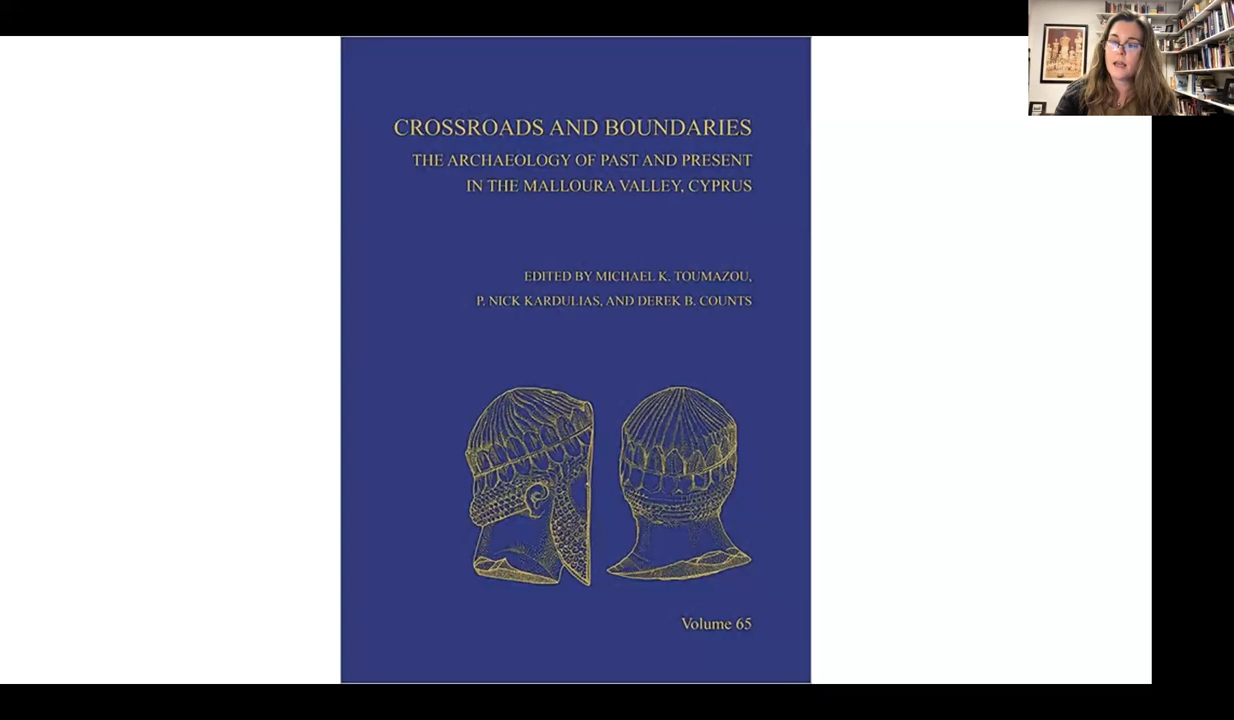 CROSSROADS AND BOUNDARIES
THE ARCHAEOLOGY OF PAST AND PRESENT
IN THE MALLOURA VALLEY, CYPRUS
EDITED BY MICHAEL K. TOUMAZOU,
P. NICK KARDULIAS, AND DEREK B. COUNTS
Volume 65